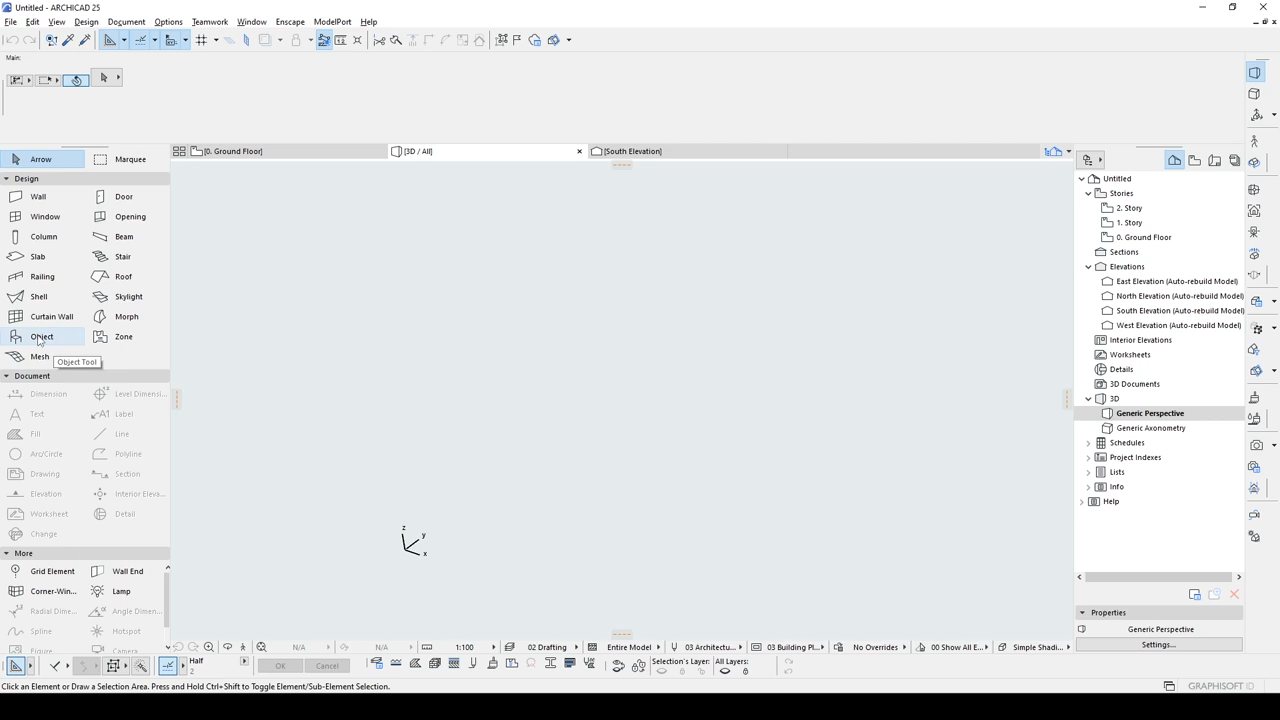 Untitled - ARCHICAD 25
File Edit View Design Document Options Teamwork Window Enscape ModelPort Help
Main:
[0. Ground Floor] [3D / All] [South Elevation]
Arrow Marquee
Design
Wall Door
Window Opening
Column Beam
Slab Stair
Railing Roof
Shell Skylight
Curtain Wall Morph
Object Zone
Mesh Object Tool
Document
Dimension Level Dimensi...
Text Label
Fill Line
Arc/Circle Polyline
Drawing Section
Elevation Interior Eleva...
Worksheet Detail
Change
More
Grid Element Wall End
Corner-Win... Lamp
Radial Dime... Angle Dimen...
Spline Hotspot
Figure Camera
z
y
x
Untitled
Stories
2. Story
1. Story
0. Ground Floor
Sections
Elevations
East Elevation (Auto-rebuild Model)
North Elevation (Auto-rebuild Model)
South Elevation (Auto-rebuild Model)
West Elevation (Auto-rebuild Model)
Interior Elevations
Worksheets
Details
3D Documents
3D
Generic Perspective
Generic Axonometry
Schedules
Project Indexes
Lists
Info
Help
Properties
Generic Perspective
Settings...
N/A N/A 1:100 02 Drafting Entire Model 03 Architectu... 03 Building Pl... No Overrides 00 Show All E... Simple Shadi...
Half
2
OK Cancel
Selection's Layer: All Layers:
Click an Element or Draw a Selection Area. Press and Hold Ctrl+Shift to Toggle Element/Sub-Element Selection.
GRAPHISOFT ID